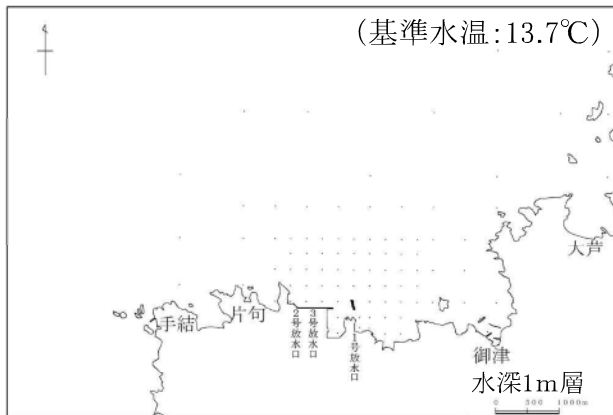 (基準水温:13.7℃)
大芦
手結
片句
2号放水口
3号放水口
1号放水口
御津
水深1m層
0 500 1000m